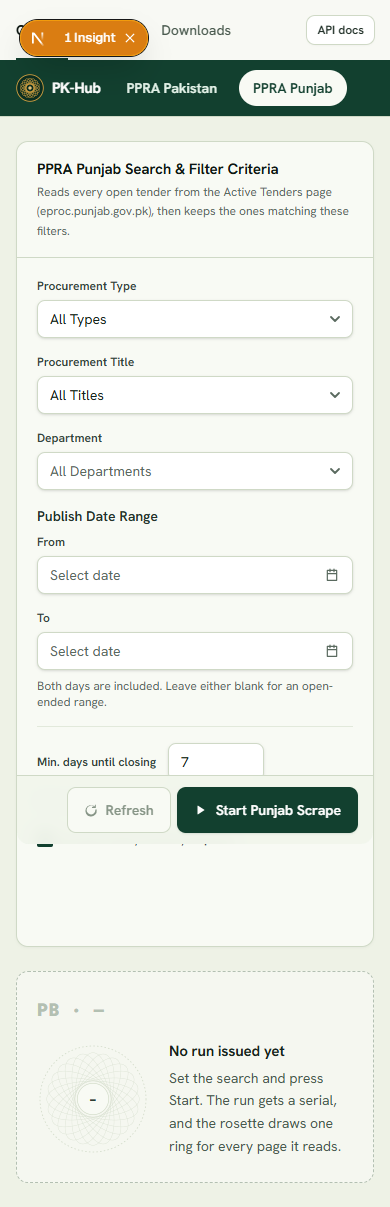 1 Insight
Downloads
API docs
PK-Hub
PPRA Pakistan
PPRA Punjab
PPRA Punjab Search & Filter Criteria
Reads every open tender from the Active Tenders page
(eproc.punjab.gov.pk), then keeps the ones matching these
filters.
Procurement Type
All Types
Procurement Title
All Titles
Department
All Departments
Publish Date Range
From
Select date
To
Select date
Both days are included. Leave either blank for an open-
ended range.
Min. days until closing
7
Refresh
Start Punjab Scrape
PB • –
–
No run issued yet
Set the search and press
Start. The run gets a serial,
and the rosette draws one
ring for every page it reads.